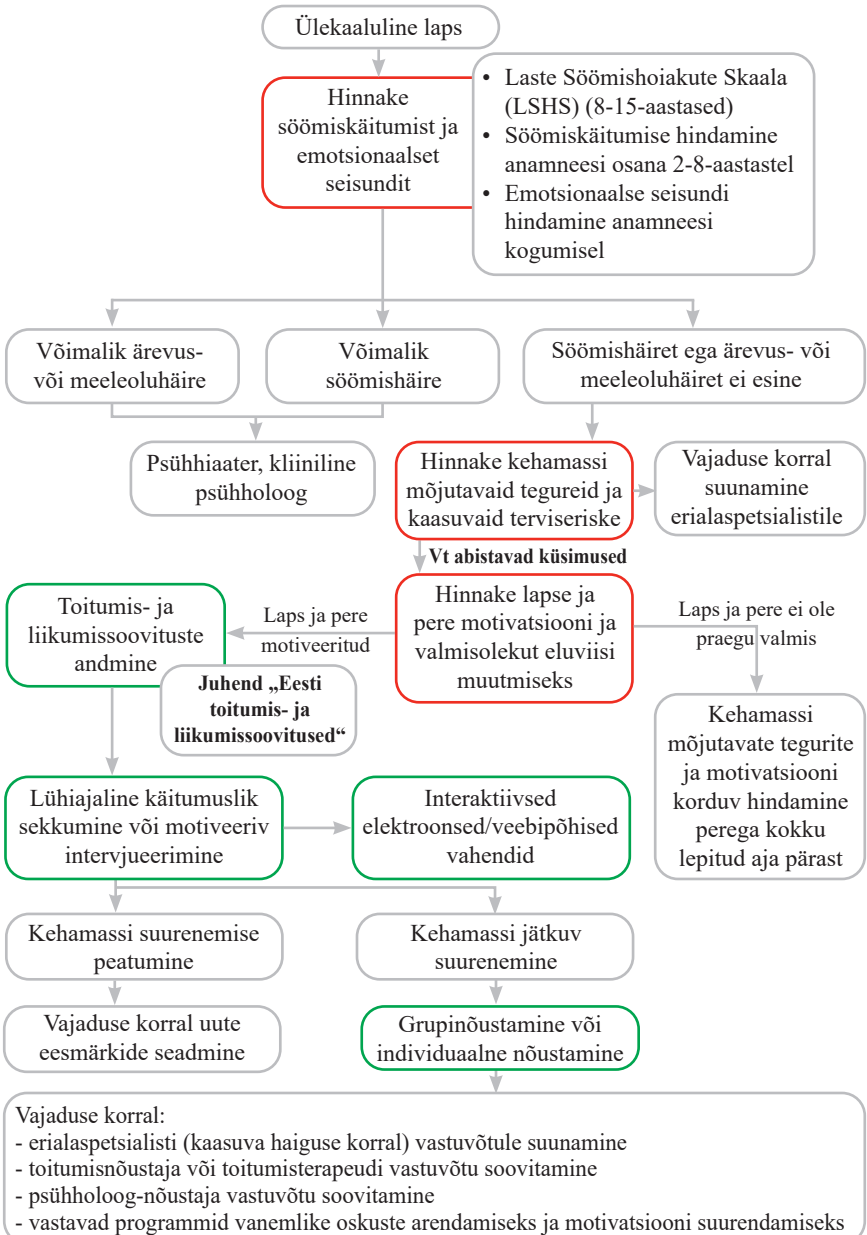 Ülekaaluline laps
Hinnake
söömiskäitumist ja
emotsionaalset
seisundit
• Laste Söömishoiakute Skaala
(LSHS) (8-15-aastased)
• Söömiskäitumise hindamine
anamneesi osana 2-8-aastastel
• Emotsionaalse seisundi
hindamine anamneesi
kogumisel
Võimalik ärevus-
või meeleoluhäire
Võimalik
söömishäire
Söömishäiret ega ärevus- või
meeleoluhäiret ei esine
Psühhiaater, kliiniline
psühholoog
Hinnake kehamassi
mõjutavaid tegureid ja
kaasuvaid terviseriske
Vajaduse korral
suunamine
erialaspetsialistile
Vt abistavad küsimused
Toitumis- ja
liikumissoovituste
andmine
Laps ja pere
motiveeritud
Hinnake lapse ja
pere motivatsiooni ja
valmisolekut eluviisi
muutmiseks
Laps ja pere ei ole
praegu valmis
Juhend „Eesti
toitumis- ja
liikumissoovitused“
Kehamassi
mõjutavate tegurite
ja motivatsiooni
korduv hindamine
perega kokku
lepitud aja pärast
Lühiajaline käitumuslik
sekkumine või motiveeriv
intervjueerimine
Interaktiivsed
elektroonsed/veebipõhised
vahendid
Kehamassi suurenemise
peatumine
Kehamassi jätkuv
suurenemine
Vajaduse korral uute
eesmärkide seadmine
Grupinõustamine või
individuaalne nõustamine
Vajaduse korral:
- erialaspetsialisti (kaasuva haiguse korral) vastuvõtule suunamine
- toitumisnõustaja või toitumisterapeudi vastuvõtu soovitamine
- psühholoog-nõustaja vastuvõtu soovitamine
- vastavad programmid vanemlike oskuste arendamiseks ja motivatsiooni suurendamiseks